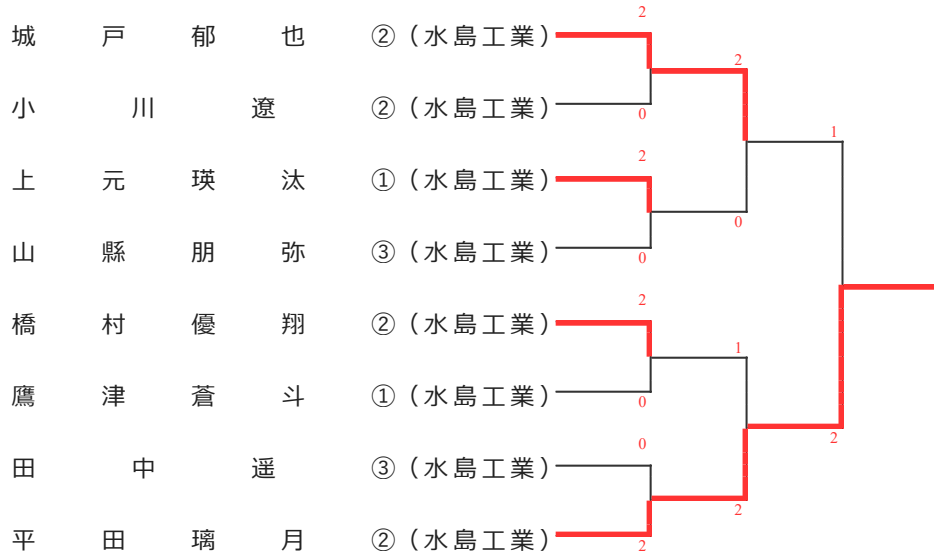 2
城戸郁也 ②(水島工業)
2
小川遼 ②(水島工業)
0
1
2
上元瑛汰 ①(水島工業)
0
山縣朋弥 ③(水島工業)
0
2
橋村優翔 ②(水島工業)
1
鷹津蒼斗 ①(水島工業)
0
2
0
田中遥 ③(水島工業)
2
平田璃月 ②(水島工業)
2